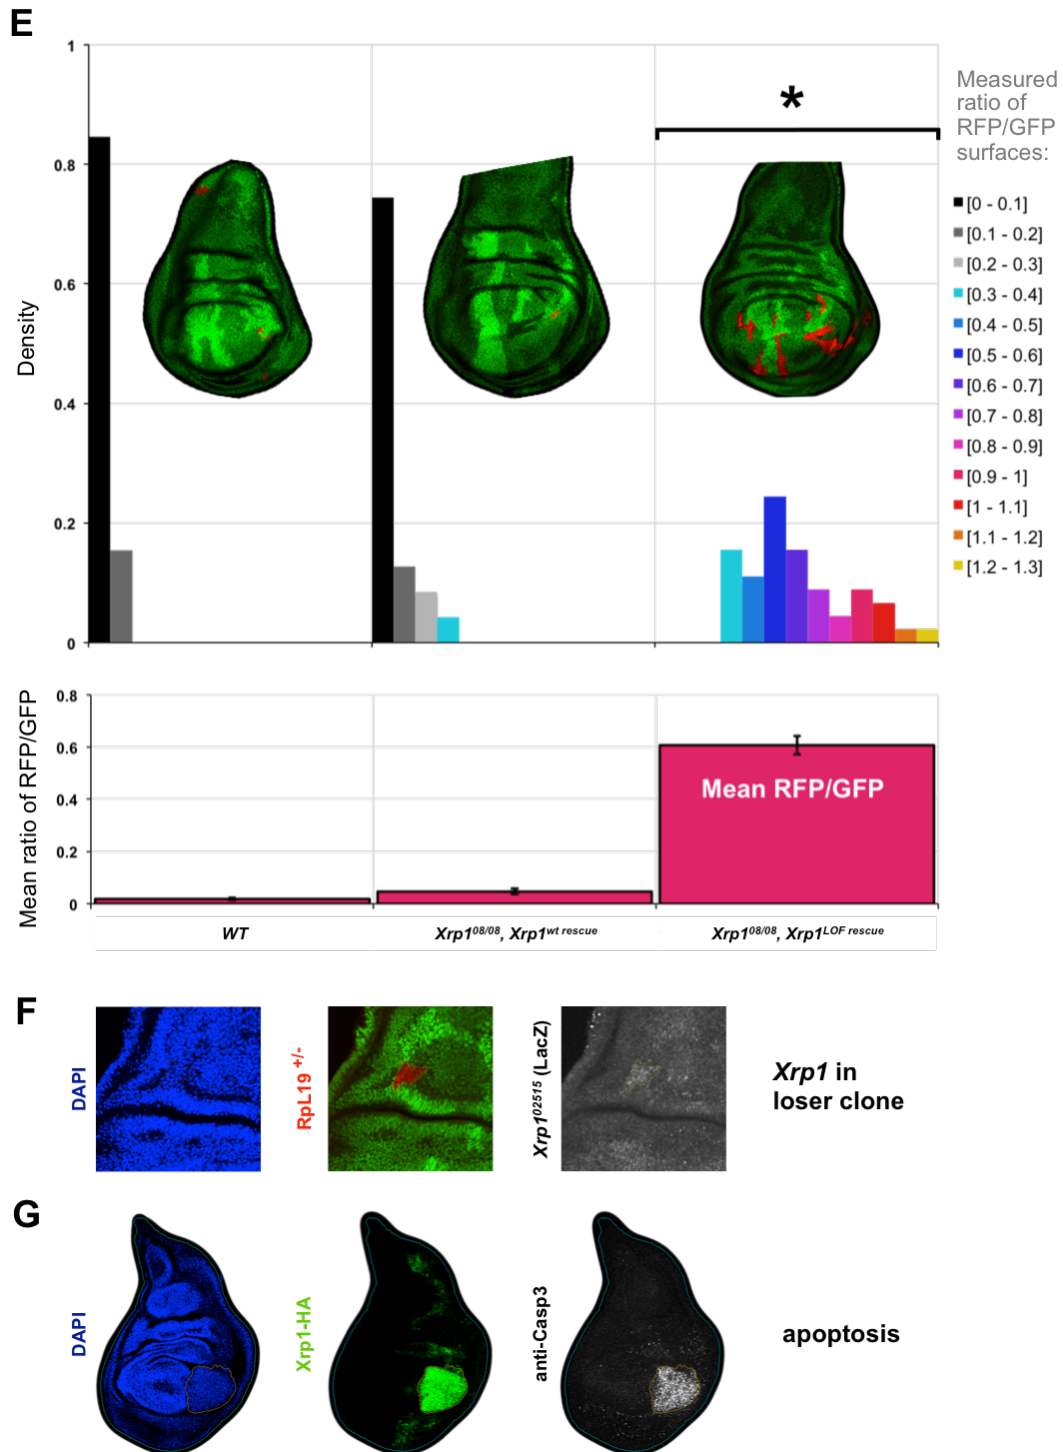 E
Measured
ratio of
RFP/GFP
surfaces:
*
1
0.8
0.6
0.4
0.2
0
Density
[0 - 0.1]
[0.1 - 0.2]
[0.2 - 0.3]
[0.3 - 0.4]
[0.4 - 0.5]
[0.5 - 0.6]
[0.6 - 0.7]
[0.7 - 0.8]
[0.8 - 0.9]
[0.9 - 1]
[1 - 1.1]
[1.1 - 1.2]
[1.2 - 1.3]
Mean ratio of RFP/GFP
0.8
0.6
0.4
0.2
0
Mean RFP/GFP
WT
Xrp1^08/08, Xrp1^wt rescue
Xrp1^08/08, Xrp1^LOF rescue
F
DAPI
RpL19 +/-
Xrp1^02515 (LacZ)
Xrp1 in
loser clone
G
DAPI
Xrp1-HA
anti-Casp3
apoptosis